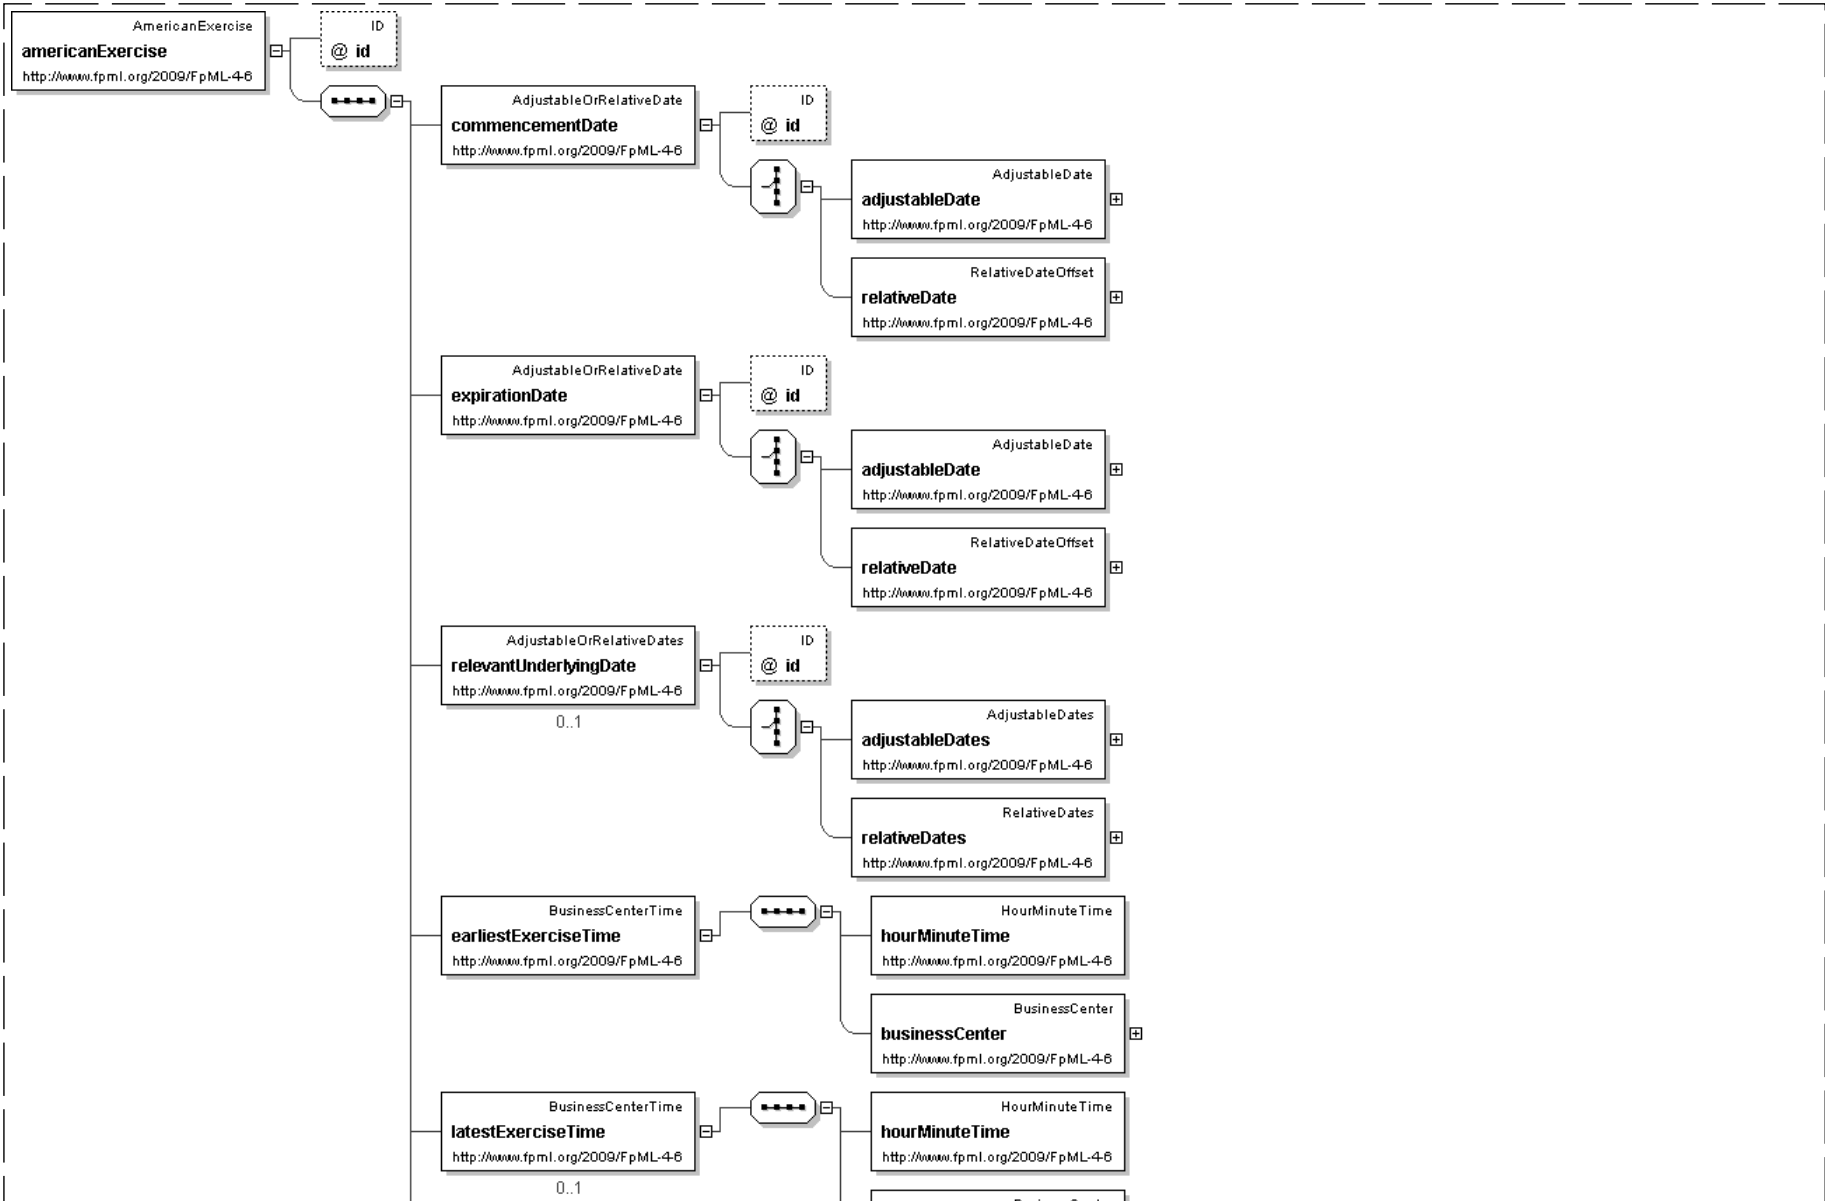 AmericanExercise
americanExercise
http://www.fpml.org/2009/FpML-4-6
ID
@ id
AdjustableOrRelativeDate
commencementDate
http://www.fpml.org/2009/FpML-4-6
ID
@ id
AdjustableDate
adjustableDate
http://www.fpml.org/2009/FpML-4-6
RelativeDateOffset
relativeDate
http://www.fpml.org/2009/FpML-4-6
AdjustableOrRelativeDate
expirationDate
http://www.fpml.org/2009/FpML-4-6
ID
@ id
AdjustableDate
adjustableDate
http://www.fpml.org/2009/FpML-4-6
RelativeDateOffset
relativeDate
http://www.fpml.org/2009/FpML-4-6
AdjustableOrRelativeDates
relevantUnderlyingDate
http://www.fpml.org/2009/FpML-4-6
0..1
ID
@ id
AdjustableDates
adjustableDates
http://www.fpml.org/2009/FpML-4-6
RelativeDates
relativeDates
http://www.fpml.org/2009/FpML-4-6
BusinessCenterTime
earliestExerciseTime
http://www.fpml.org/2009/FpML-4-6
HourMinuteTime
hourMinuteTime
http://www.fpml.org/2009/FpML-4-6
BusinessCenter
businessCenter
http://www.fpml.org/2009/FpML-4-6
BusinessCenterTime
latestExerciseTime
http://www.fpml.org/2009/FpML-4-6
0..1
HourMinuteTime
hourMinuteTime
http://www.fpml.org/2009/FpML-4-6